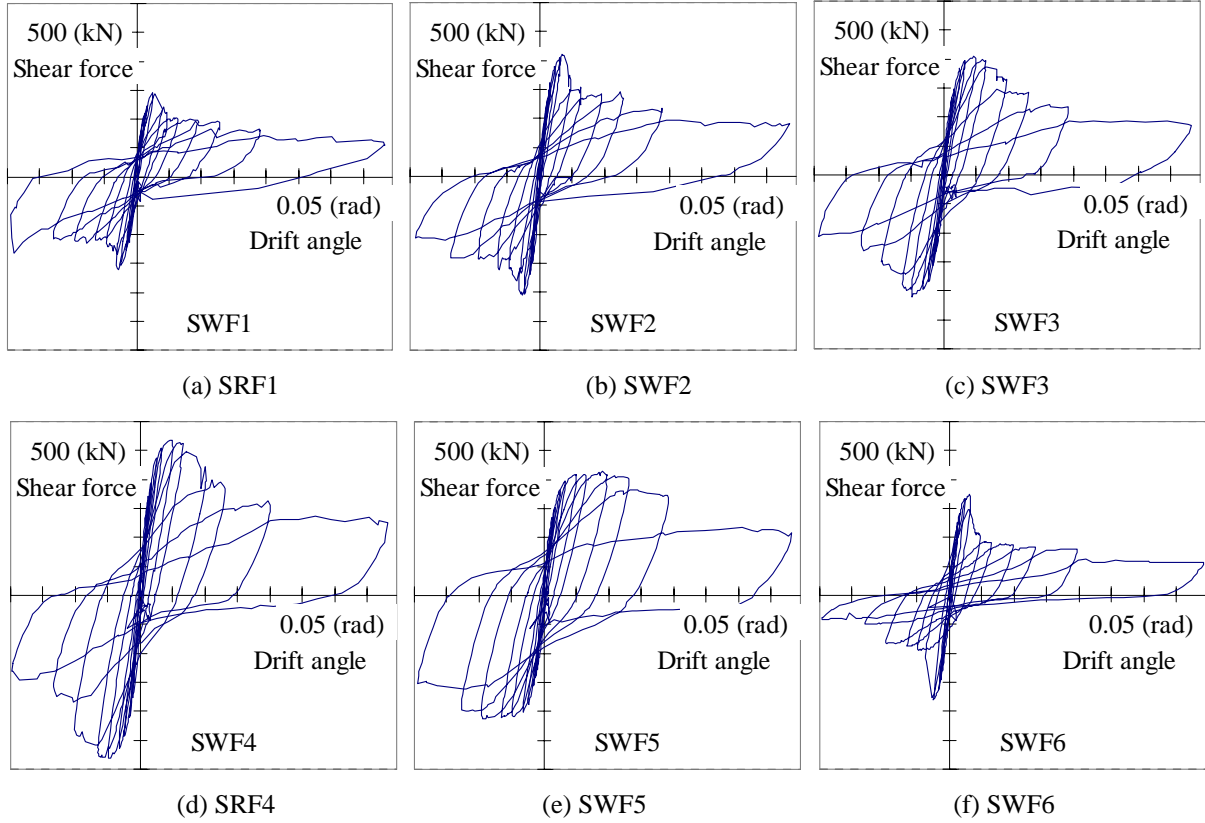 500 (kN)
Shear force
0.05 (rad)
Drift angle
SWF1
(a) SRF1
500 (kN)
Shear force
0.05 (rad)
Drift angle
SWF2
(b) SWF2
500 (kN)
Shear force
0.05 (rad)
Drift angle
SWF3
(c) SWF3
500 (kN)
Shear force
0.05 (rad)
Drift angle
SWF4
(d) SRF4
500 (kN)
Shear force
0.05 (rad)
Drift angle
SWF5
(e) SWF5
500 (kN)
Shear force
0.05 (rad)
Drift angle
SWF6
(f) SWF6